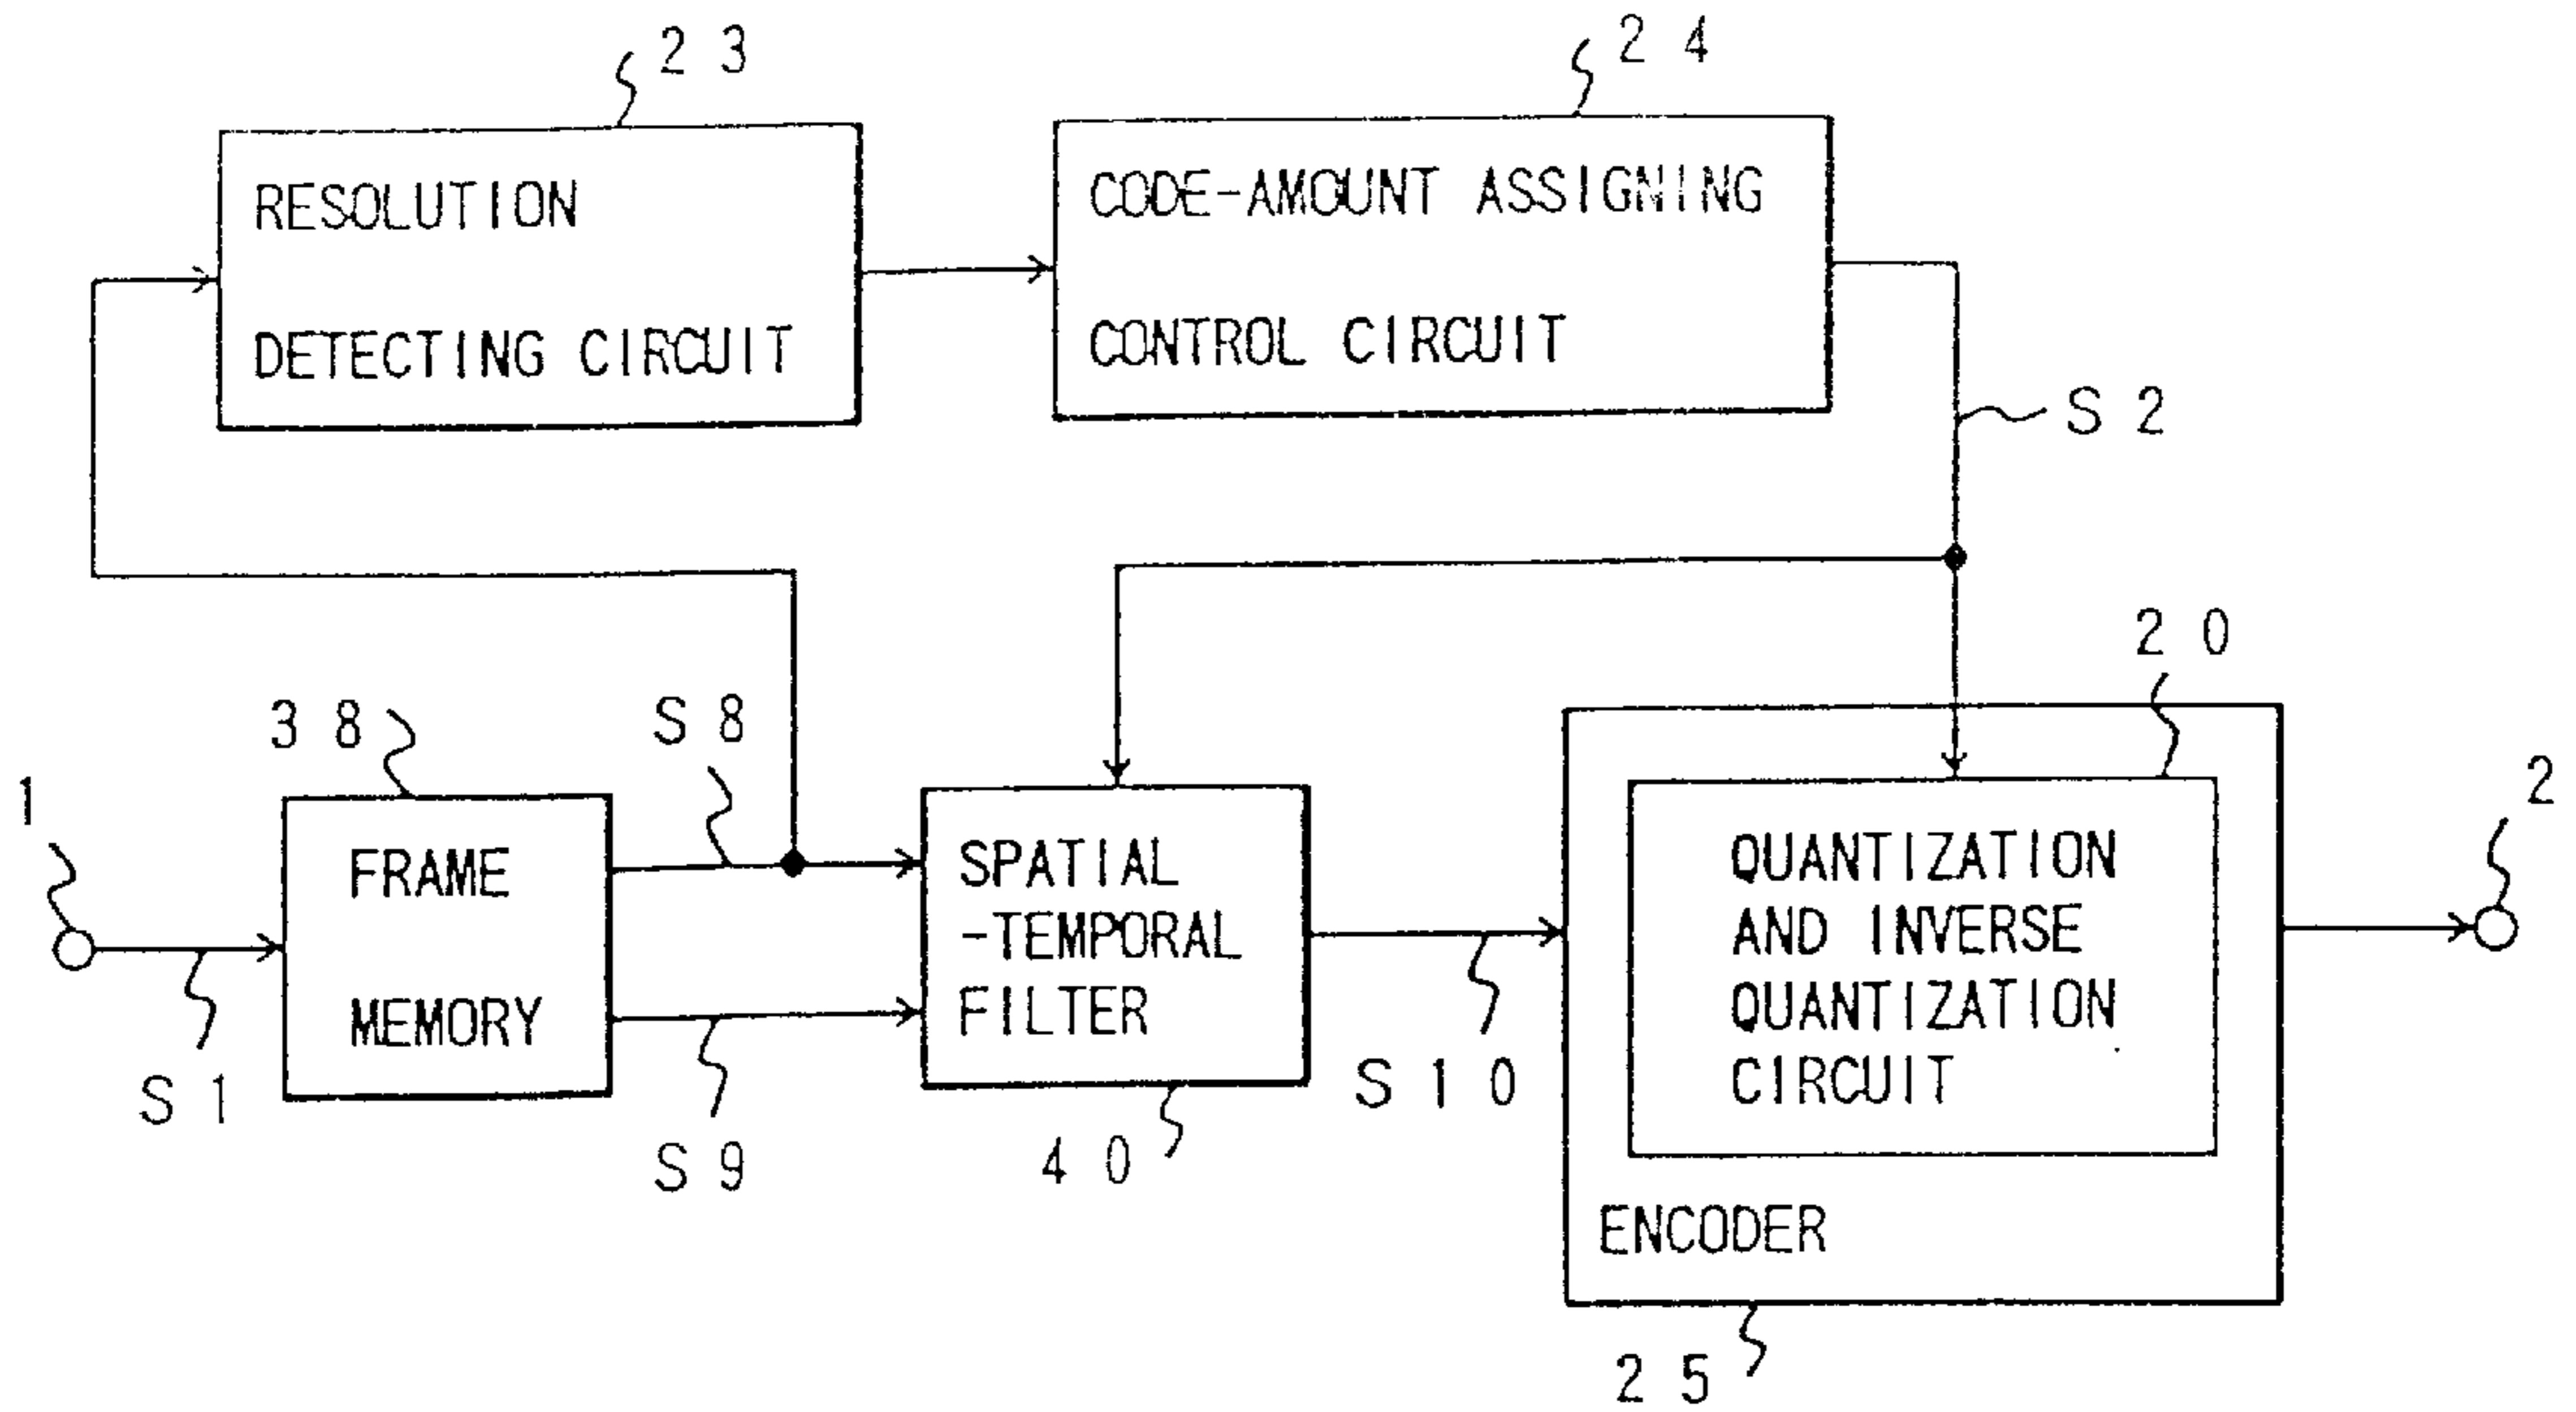 2 3
2 4
RESOLUTION
DETECTING CIRCUIT
CODE-AMOUNT ASSIGNING
CONTROL CIRCUIT
S 2
2 0
3 8
S 8
1
2
FRAME
MEMORY
SPATIAL
-TEMPORAL
FILTER
QUANTIZATION
AND INVERSE
QUANTIZATION
CIRCUIT
S 1
S 9
4 0
S 1 0
ENCODER
2 5